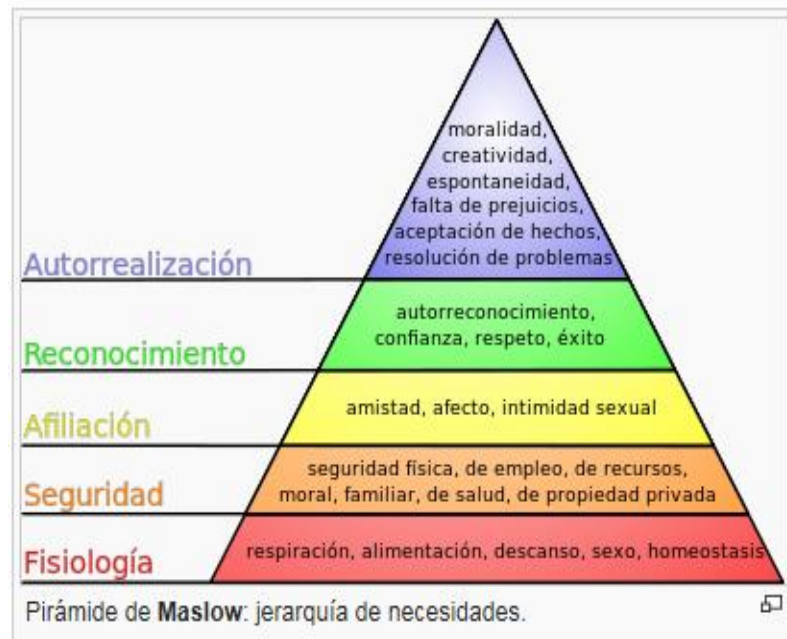 moralidad,
creatividad,
espontaneidad,
falta de prejuicios,
aceptación de hechos,
resolución de problemas
Autorrealización
autorreconocimiento,
confianza, respeto, éxito
Reconocimiento
amistad, afecto, intimidad sexual
Afiliación
seguridad física, de empleo, de recursos,
moral, familiar, de salud, de propiedad privada
Seguridad
respiración, alimentación, descanso, sexo, homeostasis
Fisiología
Pirámide de Maslow: jerarquía de necesidades.